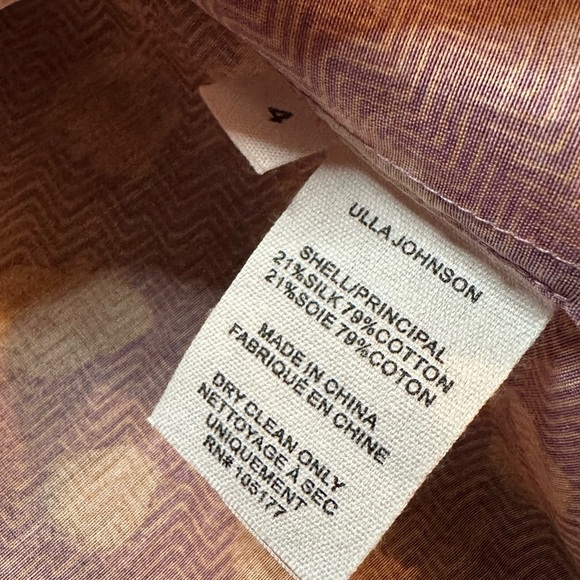 4
ULLA JOHNSON
SHELL/PRINCIPAL
21%SILK 79%COTTON
21%SOIE 79%COTON
MADE IN CHINA
FABRIQUÉ EN CHINE
DRY CLEAN ONLY
NETTOYAGE À SEC
UNIQUEMENT
RN# 105177